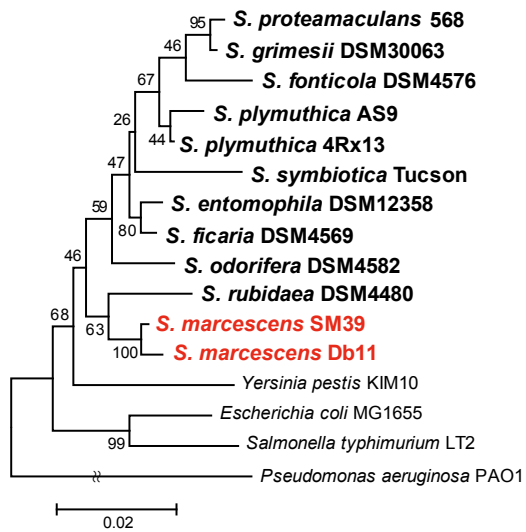 95
S. proteamaculans 568
46
S. grimesii DSM30063
67
S. fonticola DSM4576
26
S. plymuthica AS9
44
S. plymuthica 4Rx13
47
S. symbiotica Tucson
59
S. entomophila DSM12358
80
S. ficaria DSM4569
46
S. odorifera DSM4582
68
S. rubidaea DSM4480
63
S. marcescens SM39
100
S. marcescens Db11
Yersinia pestis KIM10
Escherichia coli MG1655
99
Salmonella typhimurium LT2
Pseudomonas aeruginosa PAO1
0.02